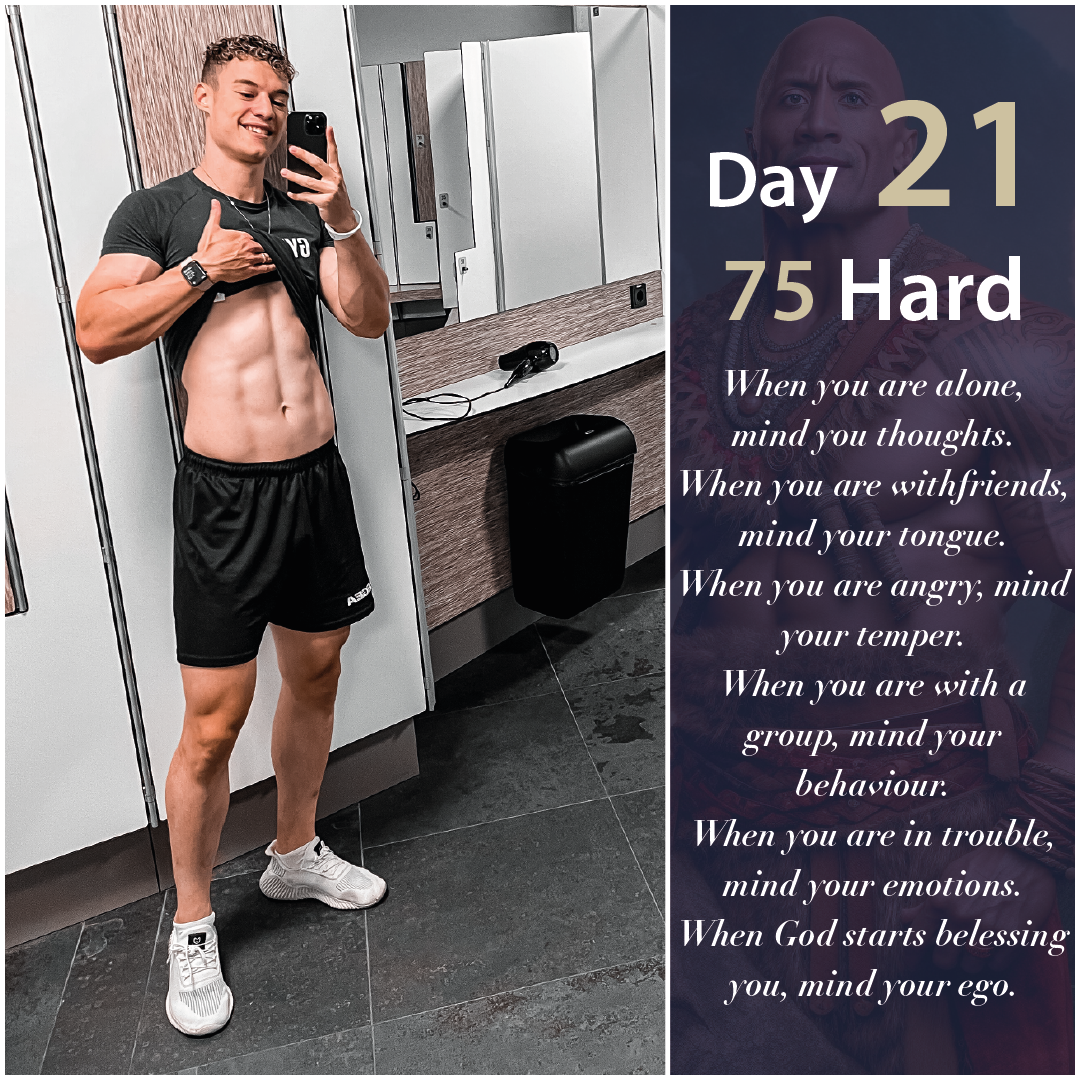 GY
AEA
Day 21
75 Hard
When you are alone,
mind you thoughts.
When you are withfriends,
mind your tongue.
When you are angry, mind
your temper.
When you are with a
group, mind your
behaviour.
When you are in trouble,
mind your emotions.
When God starts belessing
you, mind your ego.